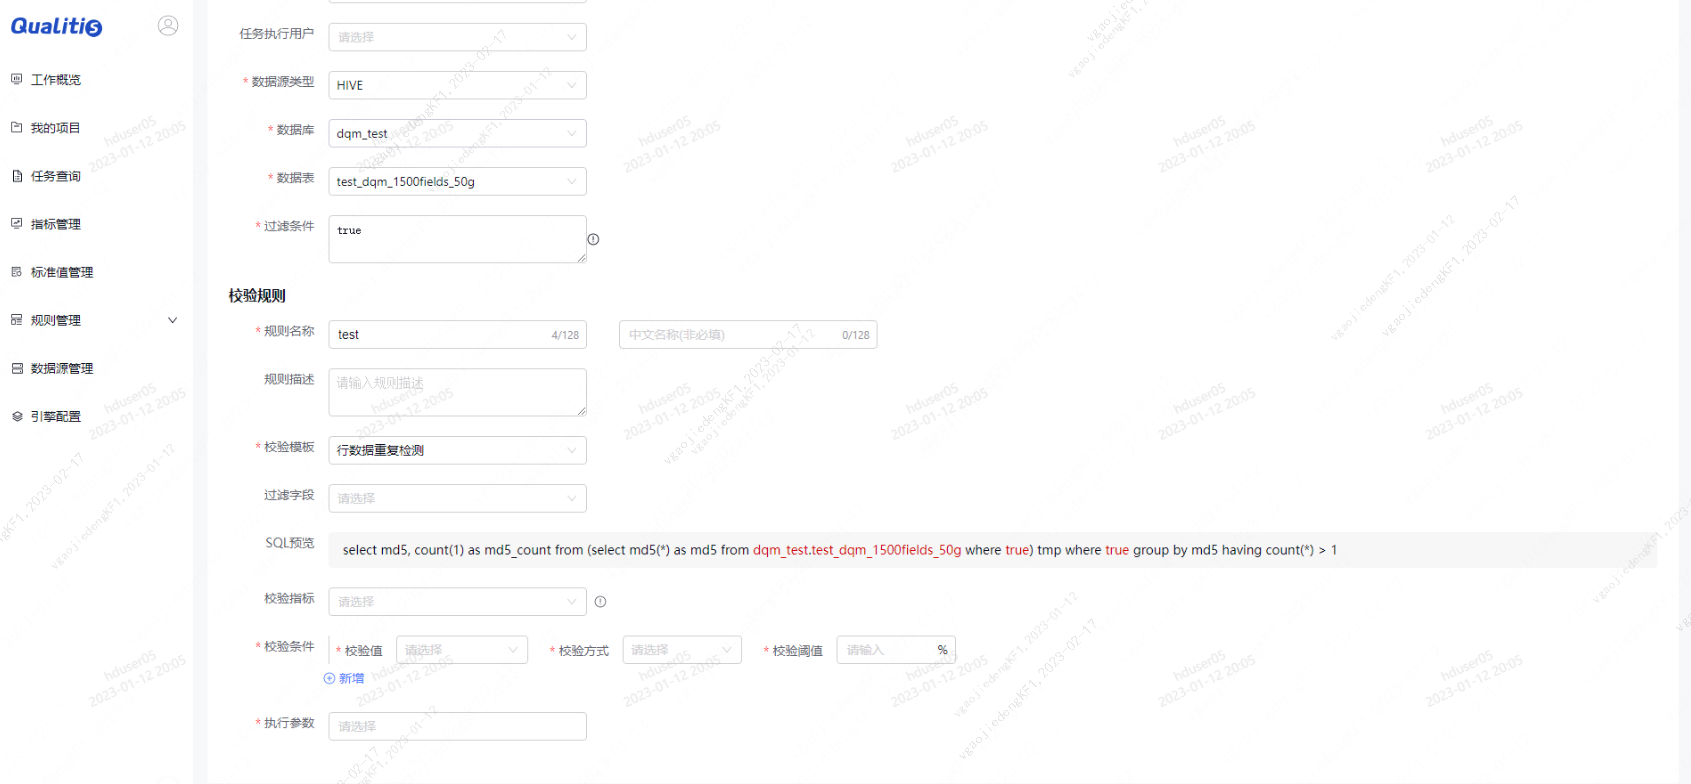 Qualitis
工作概览
我的项目
任务查询
指标管理
标准值管理
规则管理
数据源管理
引擎配置
任务执行用户 请选择
* 数据源类型 HIVE
* 数据库 dqm_test
* 数据表 test_dqm_1500fields_50g
* 过滤条件 true
校验规则
* 规则名称 test 4/128 中文名称(非必填) 0/128
规则描述 请输入规则描述
* 校验模板 行数据重复检测
过滤字段 请选择
SQL预览 select md5, count(1) as md5_count from (select md5(*) as md5 from dqm_test.test_dqm_1500fields_50g where true) tmp where true group by md5 having count(*) > 1
校验指标 请选择
* 校验条件 * 校验值 请选择 * 校验方式 请选择 * 校验阈值 请输入 %
新增
* 执行参数 请选择
hduser05
2023-01-12 20:05
vgaojiedengKF1, 2023-02-17
vgaojiedengKF1, 2023-01-12